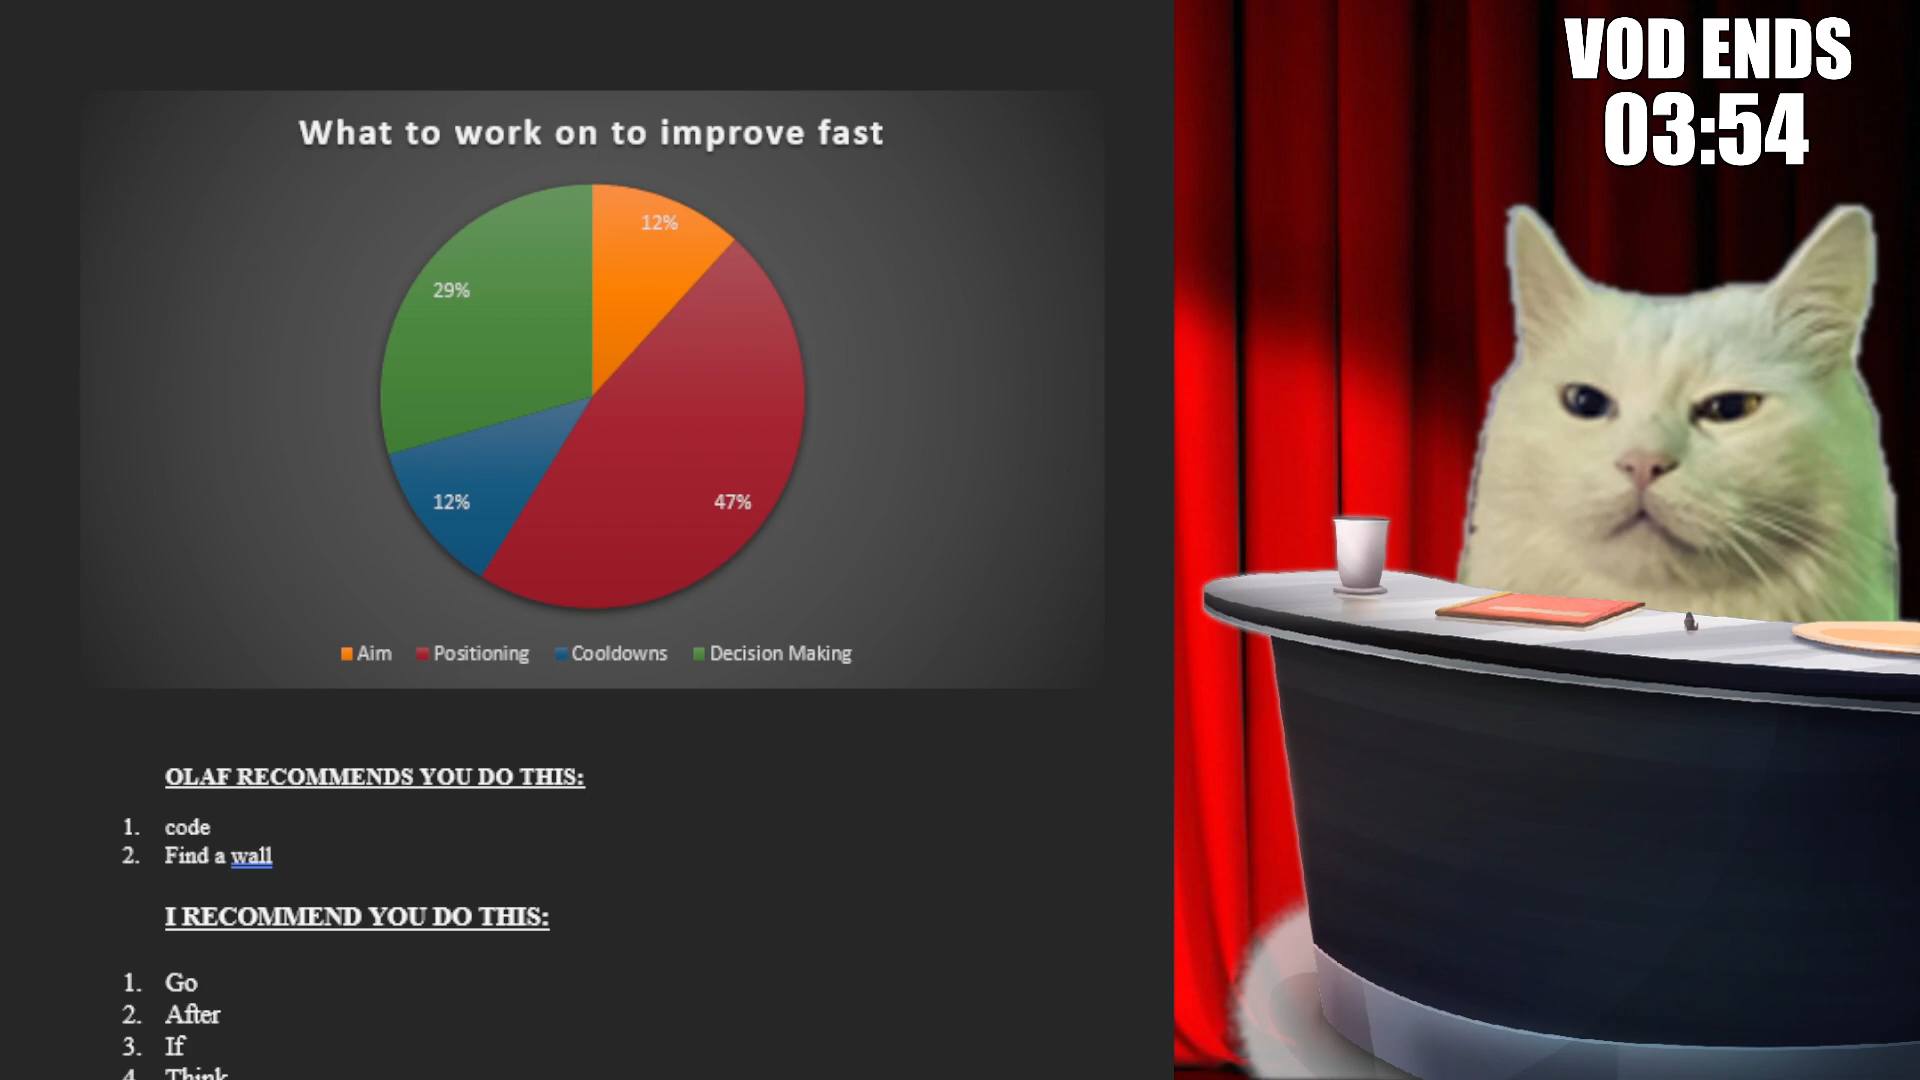 What to work on to improve fast
12%
29%
12%
47%
Aim Positioning Cooldowns Decision Making
OLAF RECOMMENDS YOU DO THIS:
1. code
2. Find a wall
I RECOMMEND YOU DO THIS:
1. Go
2. After
3. If
4. Think
VOD ENDS
03:54